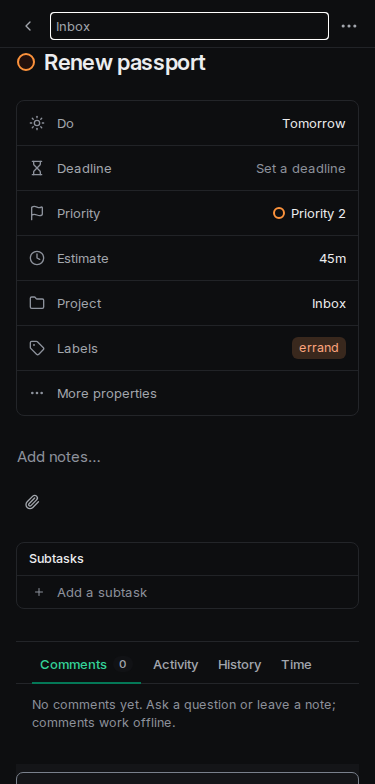 Inbox
Renew passport
Do Tomorrow
Deadline Set a deadline
Priority Priority 2
Estimate 45m
Project Inbox
Labels errand
More properties
Add notes...
Subtasks
Add a subtask
Comments 0 Activity History Time
No comments yet. Ask a question or leave a note;
comments work offline.